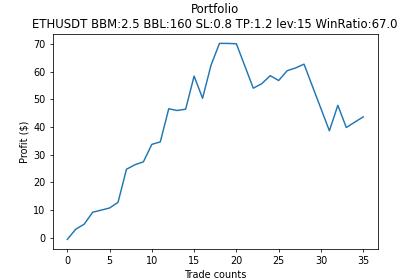 Portfolio
ETHUSDT BBM:2.5 BBL:160 SL:0.8 TP:1.2 lev:15 WinRatio:67.0
70
60
50
40
30
20
10
0
Profit ($)
0 5 10 15 20 25 30 35
Trade counts